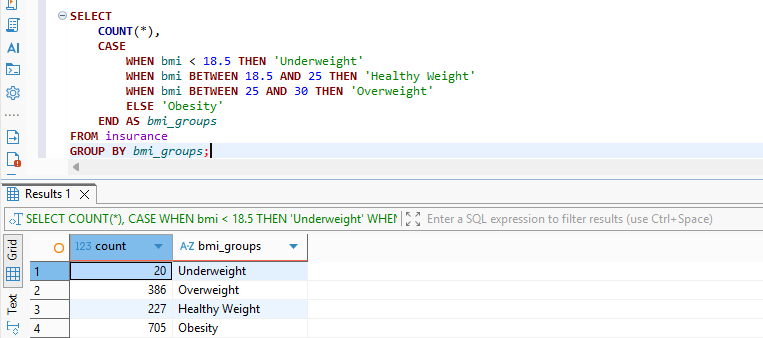 SELECT
COUNT(*),
CASE
WHEN bmi < 18.5 THEN 'Underweight'
WHEN bmi BETWEEN 18.5 AND 25 THEN 'Healthy Weight'
WHEN bmi BETWEEN 25 AND 30 THEN 'Overweight'
ELSE 'Obesity'
END AS bmi_groups
FROM insurance
GROUP BY bmi_groups;
AI
Results 1
SELECT COUNT(*), CASE WHEN bmi < 18.5 THEN 'Underweight' WHEN Enter a SQL expression to filter results (use Ctrl+Space)
Grid
Text
123 count A-Z bmi_groups
1 20 Underweight
2 386 Overweight
3 227 Healthy Weight
4 705 Obesity